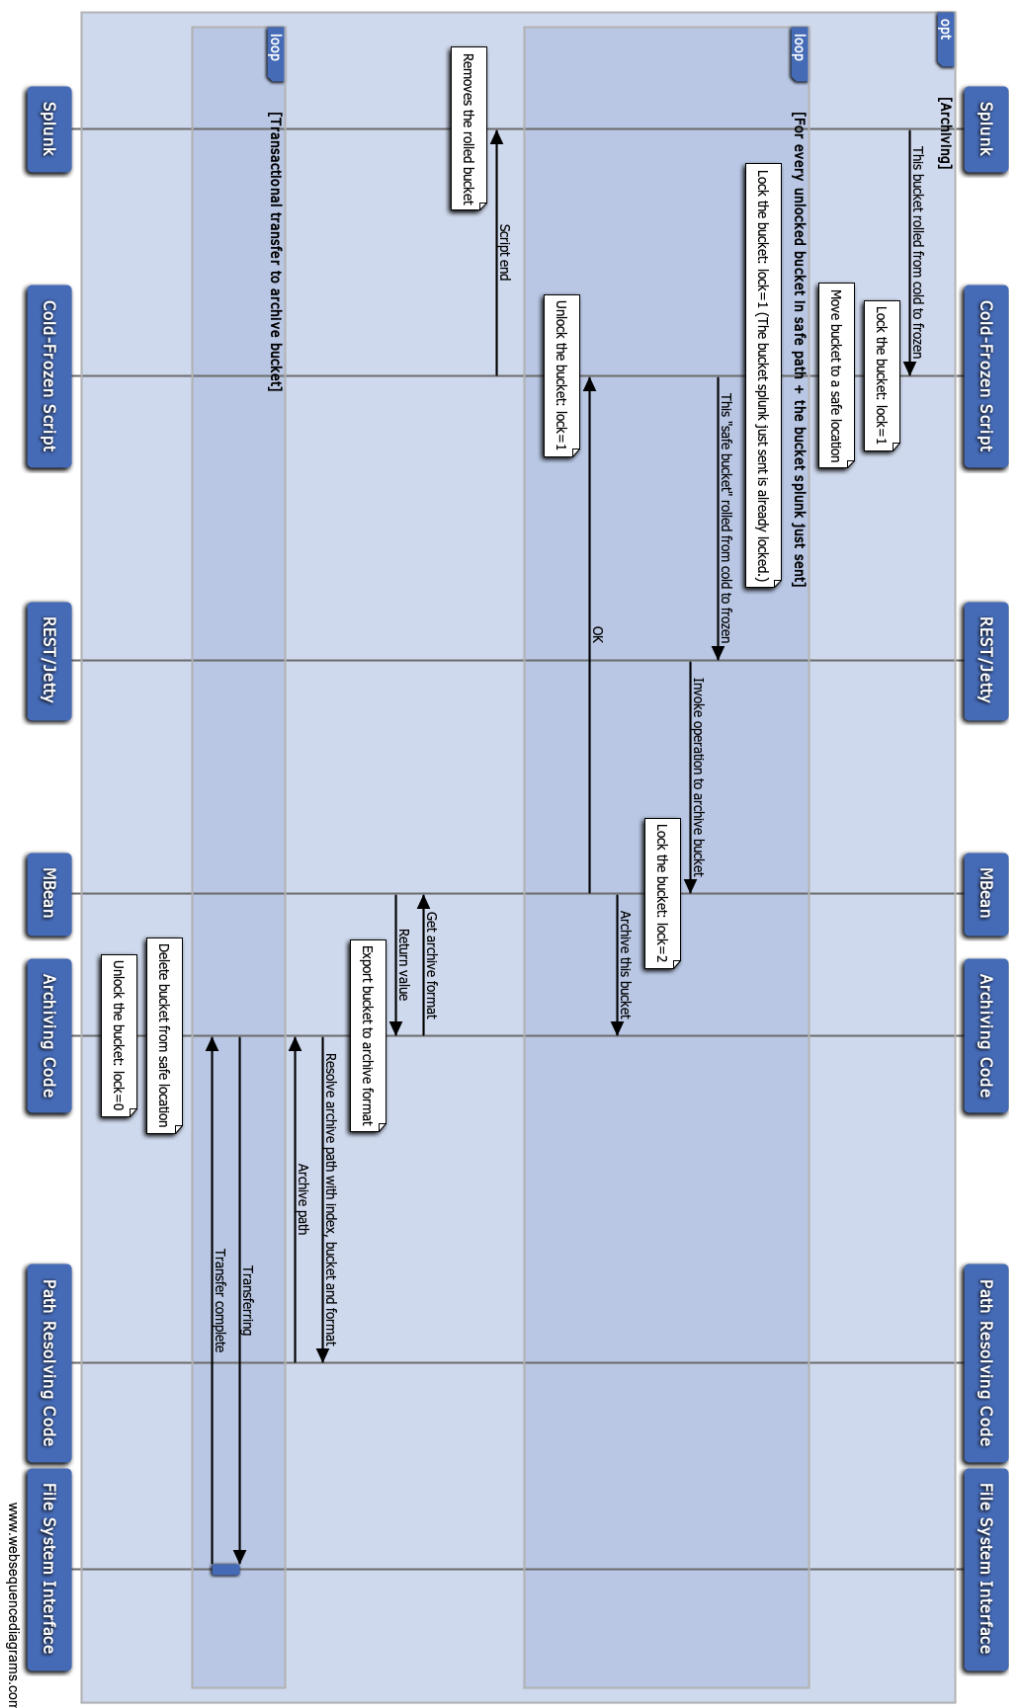 Splunk
Cold-Frozen Script
REST/Jetty
MBean
Archiving Code
Path Resolving Code
File System Interface
opt
[Archiving]
This bucket rolled from cold to frozen
Lock the bucket: lock=1
Move bucket to a safe location
loop
[For every unlocked bucket in safe path + the bucket splunk just sent]
Lock the bucket: lock=1 (The bucket splunk just sent is already locked.)
This "safe bucket" rolled from cold to frozen
Invoke operation to archive bucket
Lock the bucket: lock=2
Archive this bucket
OK
Unlock the bucket: lock=1
Script end
Removes the rolled bucket
Get archive format
Return value
Export bucket to archive format
Resolve archive path with index, bucket and format
Archive path
loop
[Transactional transfer to archive bucket]
Transferring
Transfer complete
Delete bucket from safe location
Unlock the bucket: lock=0
Splunk
Cold-Frozen Script
REST/Jetty
MBean
Archiving Code
Path Resolving Code
File System Interface
www.websequencediagrams.com